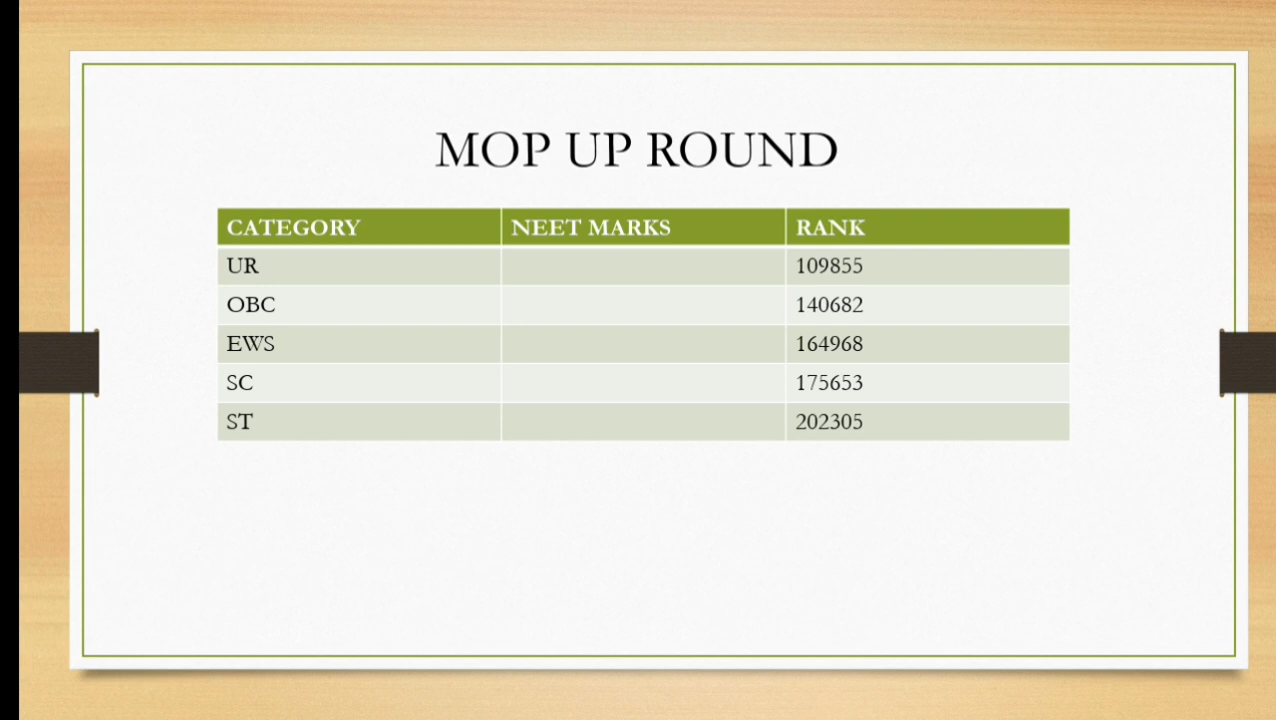 MOP UP ROUND
CATEGORY NEET MARKS RANK
UR 109855
OBC 140682
EWS 164968
SC 175653
ST 202305